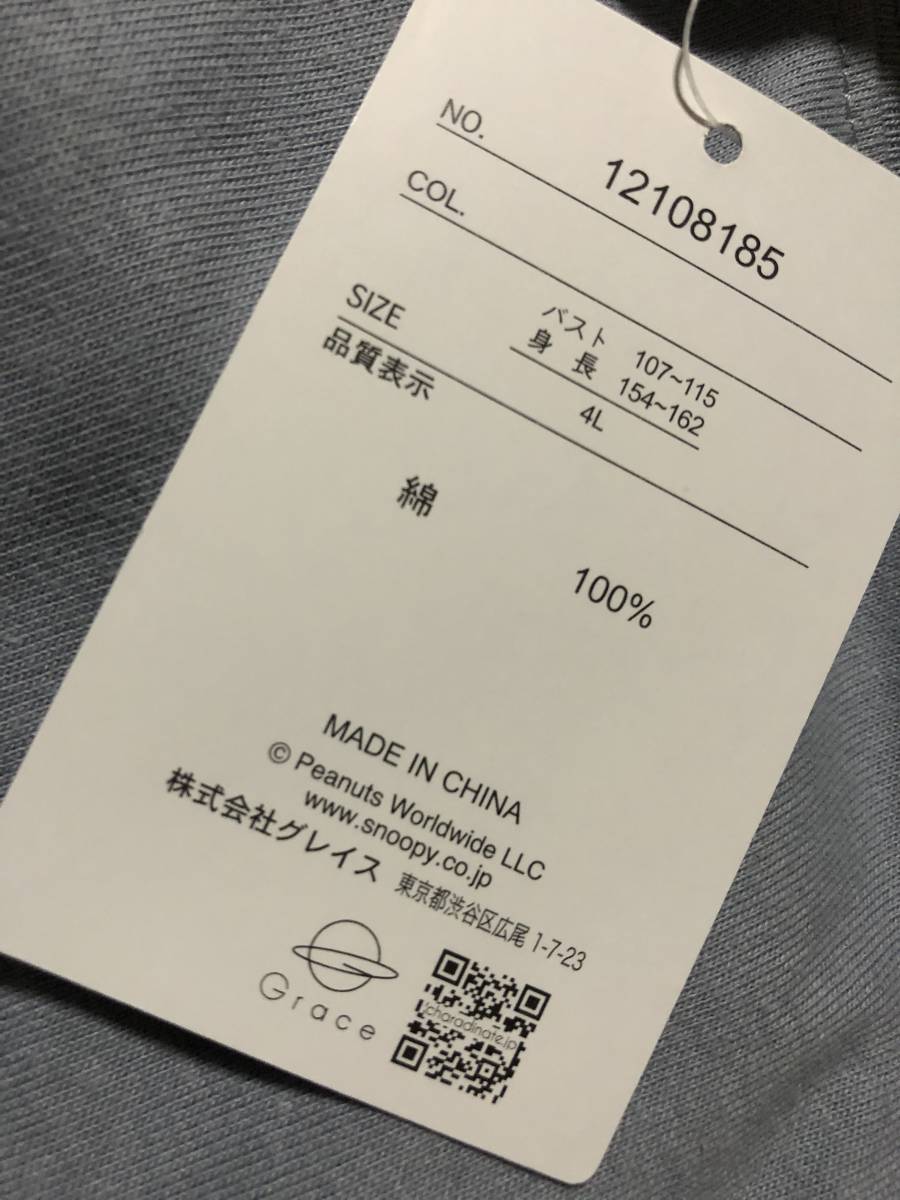 NO. 12108185
COL.
SIZE
バスト 107~115
身 長 154~162
4L
品質表示
綿 100%
MADE IN CHINA
© Peanuts Worldwide LLC
www.snoopy.co.jp
株式会社グレイス 東京都渋谷区広尾 1-7-23
Grace
/charadinate.jp